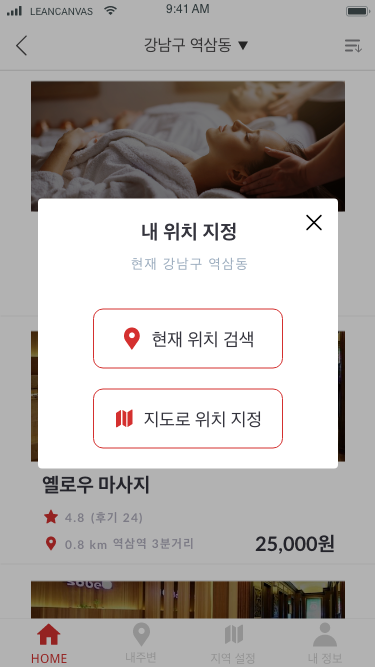 LEANCANVAS
9:41 AM
강남구 역삼동 ▼
내 위치 지정
현재 강남구 역삼동
현재 위치 검색
지도로 위치 지정
옐로우 마사지
4.8 (후기 24)
0.8 km 역삼역 3분거리
25,000원
HOME
내주변
지역 설정
내 정보